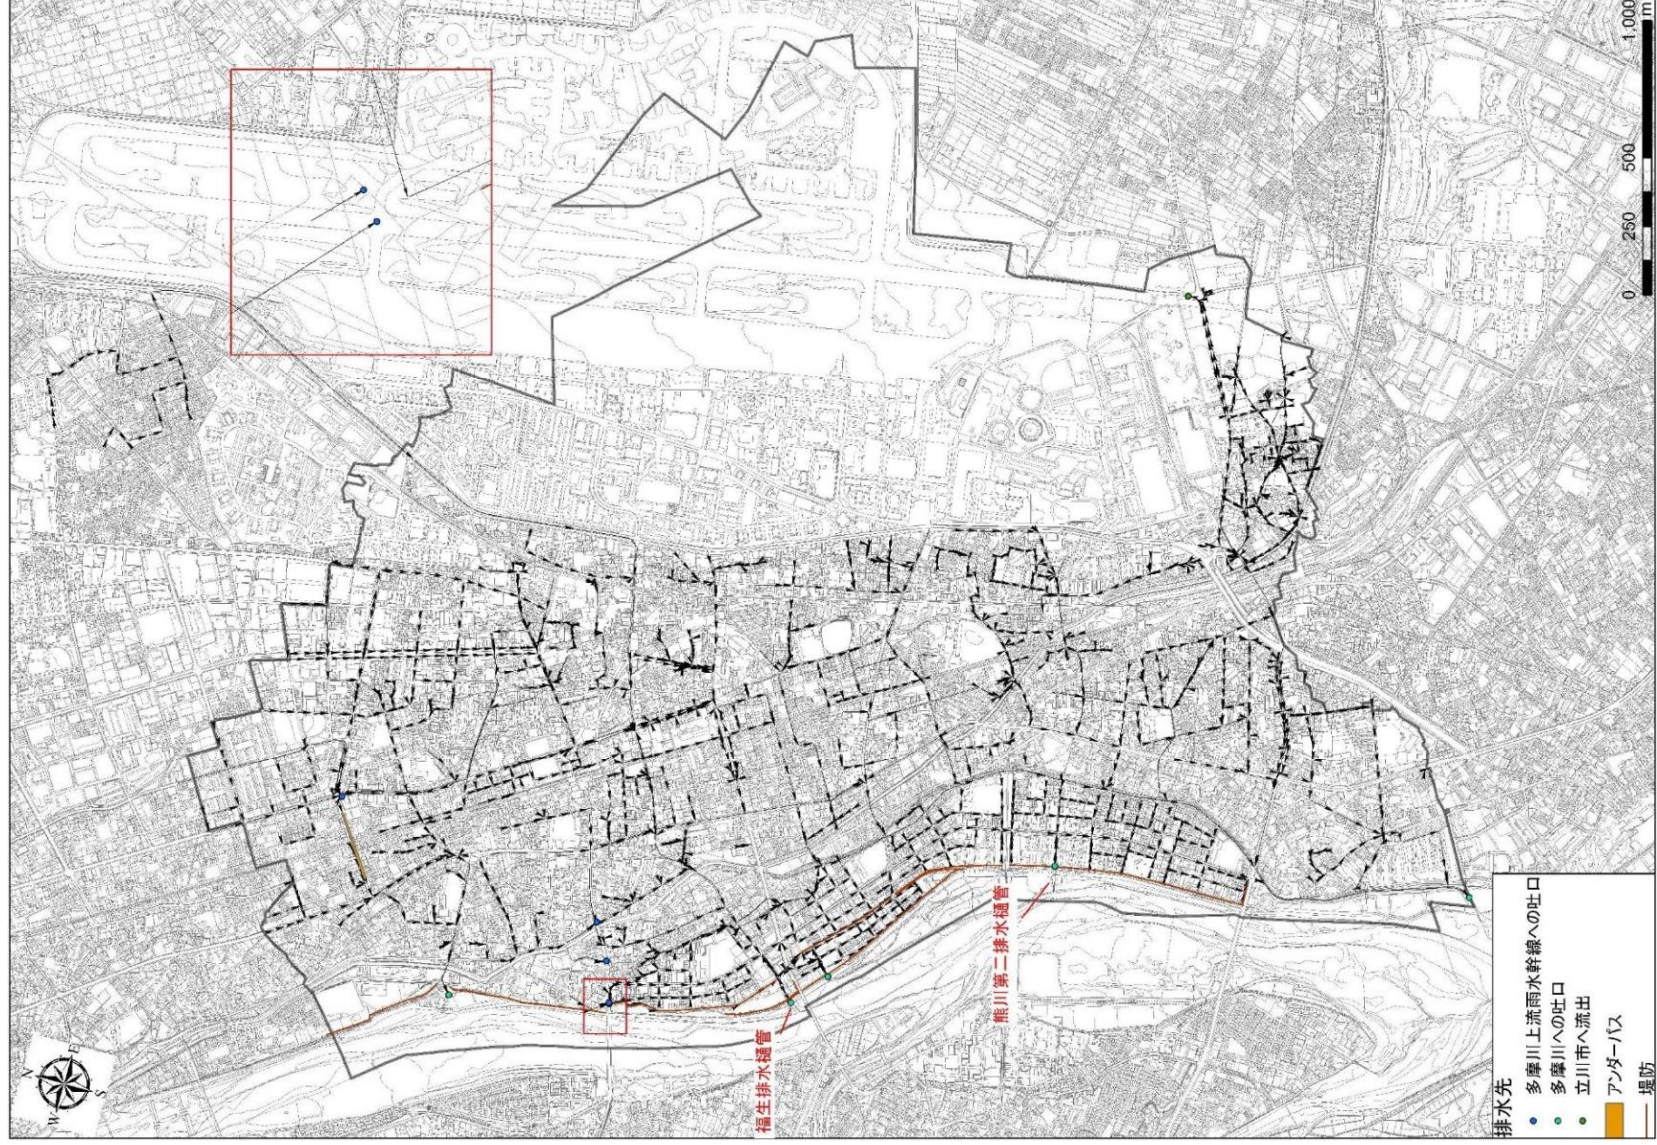 N
E
S
W
0 250 500 1,000
m
福生排水樋管
熊川第二排水樋管
排水先
多摩川上流雨水幹線への吐口
多摩川への吐口
立川市へ流出
アンダーパス
堤防